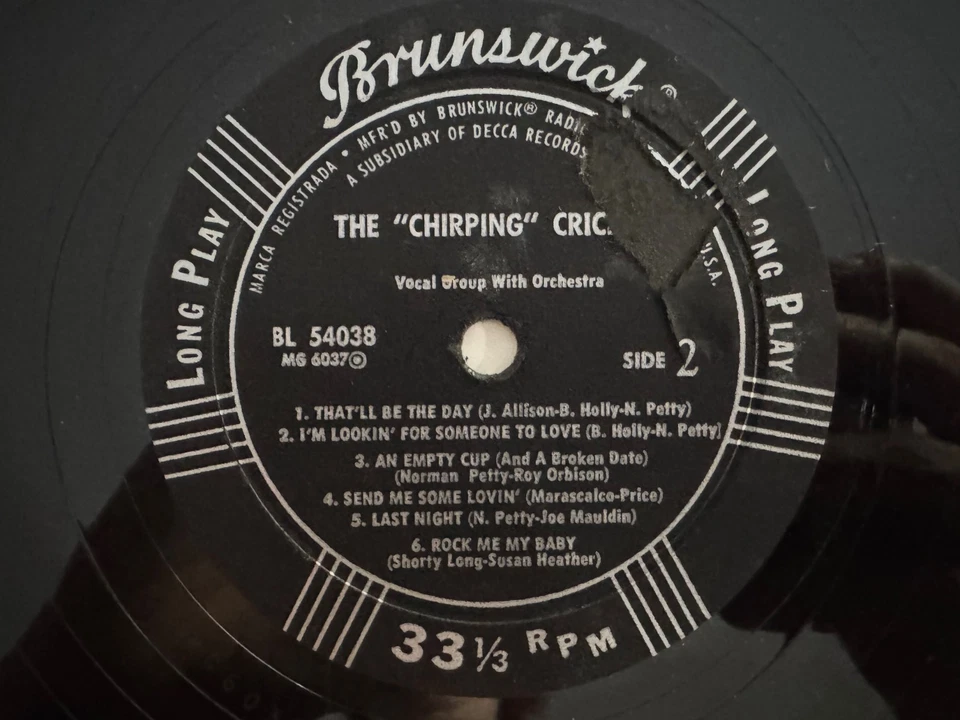 Brunswick ®
MARCA REGISTRADA • MFR'D BY BRUNSWICK® RADIO
A SUBSIDIARY OF DECCA RECORDS
U.S.A.
LONG PLAY
LONG PLAY
THE "CHIRPING" CRIC
Vocal Group With Orchestra
BL 54038
MG 6037
SIDE 2
1. THAT'LL BE THE DAY (J. Allison-B. Holly-N. Petty)
2. I'M LOOKIN' FOR SOMEONE TO LOVE (B. Holly-N. Petty)
3. AN EMPTY CUP (And A Broken Date)
(Norman Petty-Roy Orbison)
4. SEND ME SOME LOVIN' (Marascalco-Price)
5. LAST NIGHT (N. Petty-Joe Mauldin)
6. ROCK ME MY BABY
(Shorty Long-Susan Heather)
33 1/3 RPM